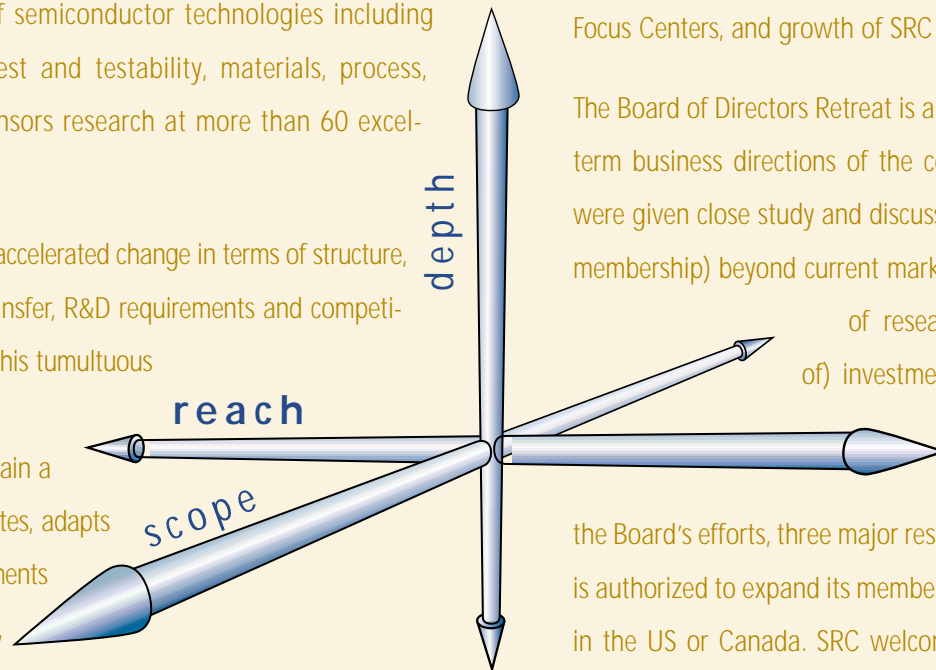 f semiconductor technologies including
est and testability, materials, process,
nsors research at more than 60 excel-
accelerated change in terms of structure,
nsfer, R&D requirements and competi-
his tumultuous
ain a
tes, adapts
nents
depth
reach
scope
Focus Centers, and growth of SRC
The Board of Directors Retreat is a
term business directions of the c
were given close study and discuss
membership) beyond current mark
of resea
of) investme
the Board's efforts, three major res
is authorized to expand its membe
in the US or Canada. SRC welcom